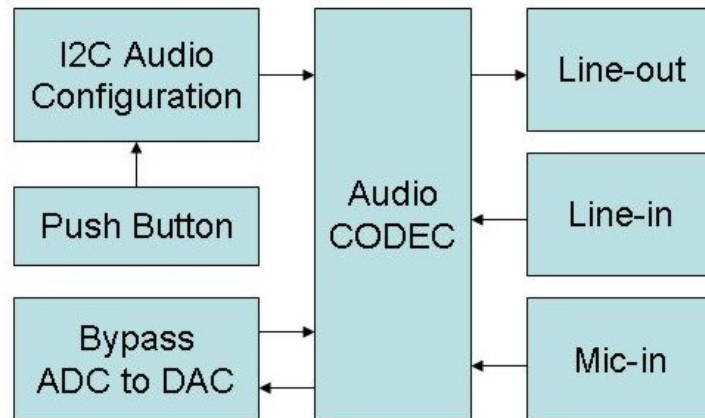 I2C Audio
Configuration
Push Button
Bypass
ADC to DAC
Audio
CODEC
Line-out
Line-in
Mic-in